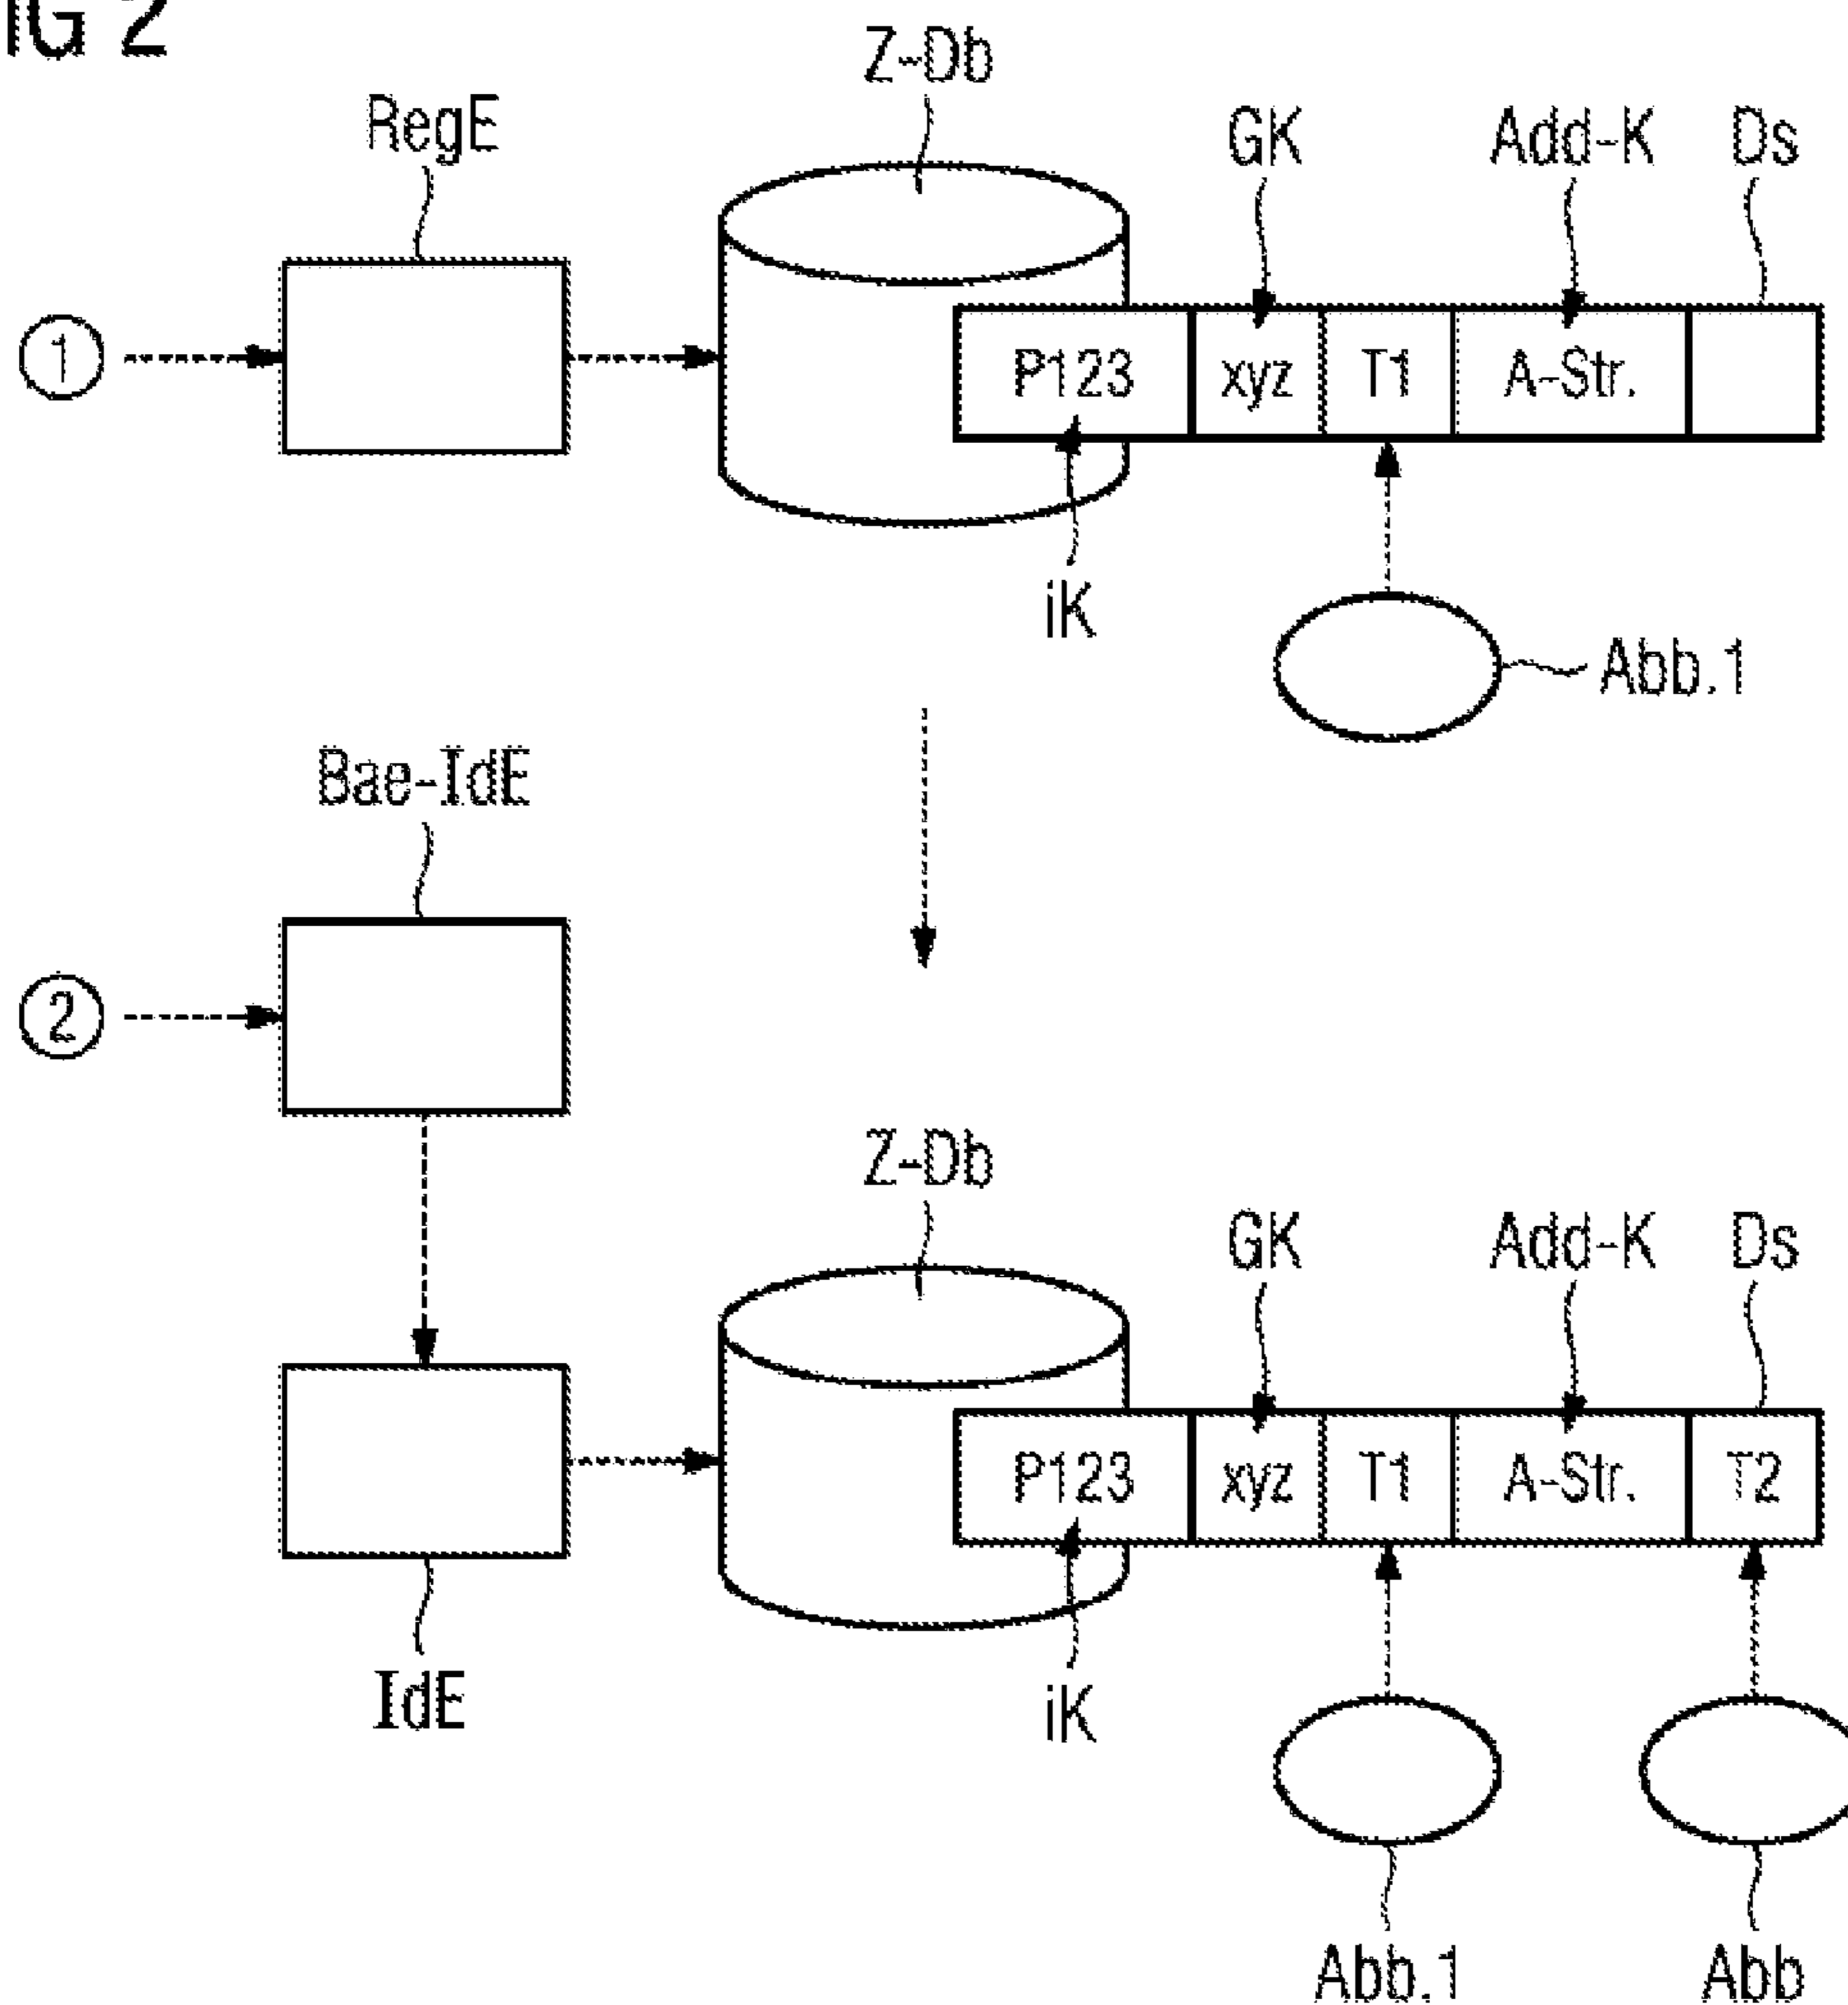 IG 2
Z-Db
RegE
GK
Add-K
Ds
1
P123
xyz
T1
A-Str.
iK
Abb.1
Bae-IdE
2
Z-Db
GK
Add-K
Ds
P123
xyz
T1
A-Str.
T2
IdE
iK
Abb.1
Abb